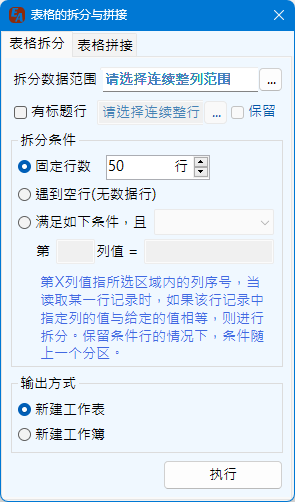 表格的拆分与拼接
表格拆分 表格拼接
拆分数据范围 请选择连续整列范围 ...
有标题行 请选择连续整行 ... 保留
拆分条件
固定行数 50 行
遇到空行(无数据行)
满足如下条件，且
第 列值 =
第X列值指所选区域内的列序号，当
读取某一行记录时，如果该行记录中
指定列的值与给定的值相等，则进行
拆分。保留条件行的情况下，条件随
上一个分区。
输出方式
新建工作表
新建工作簿
执行